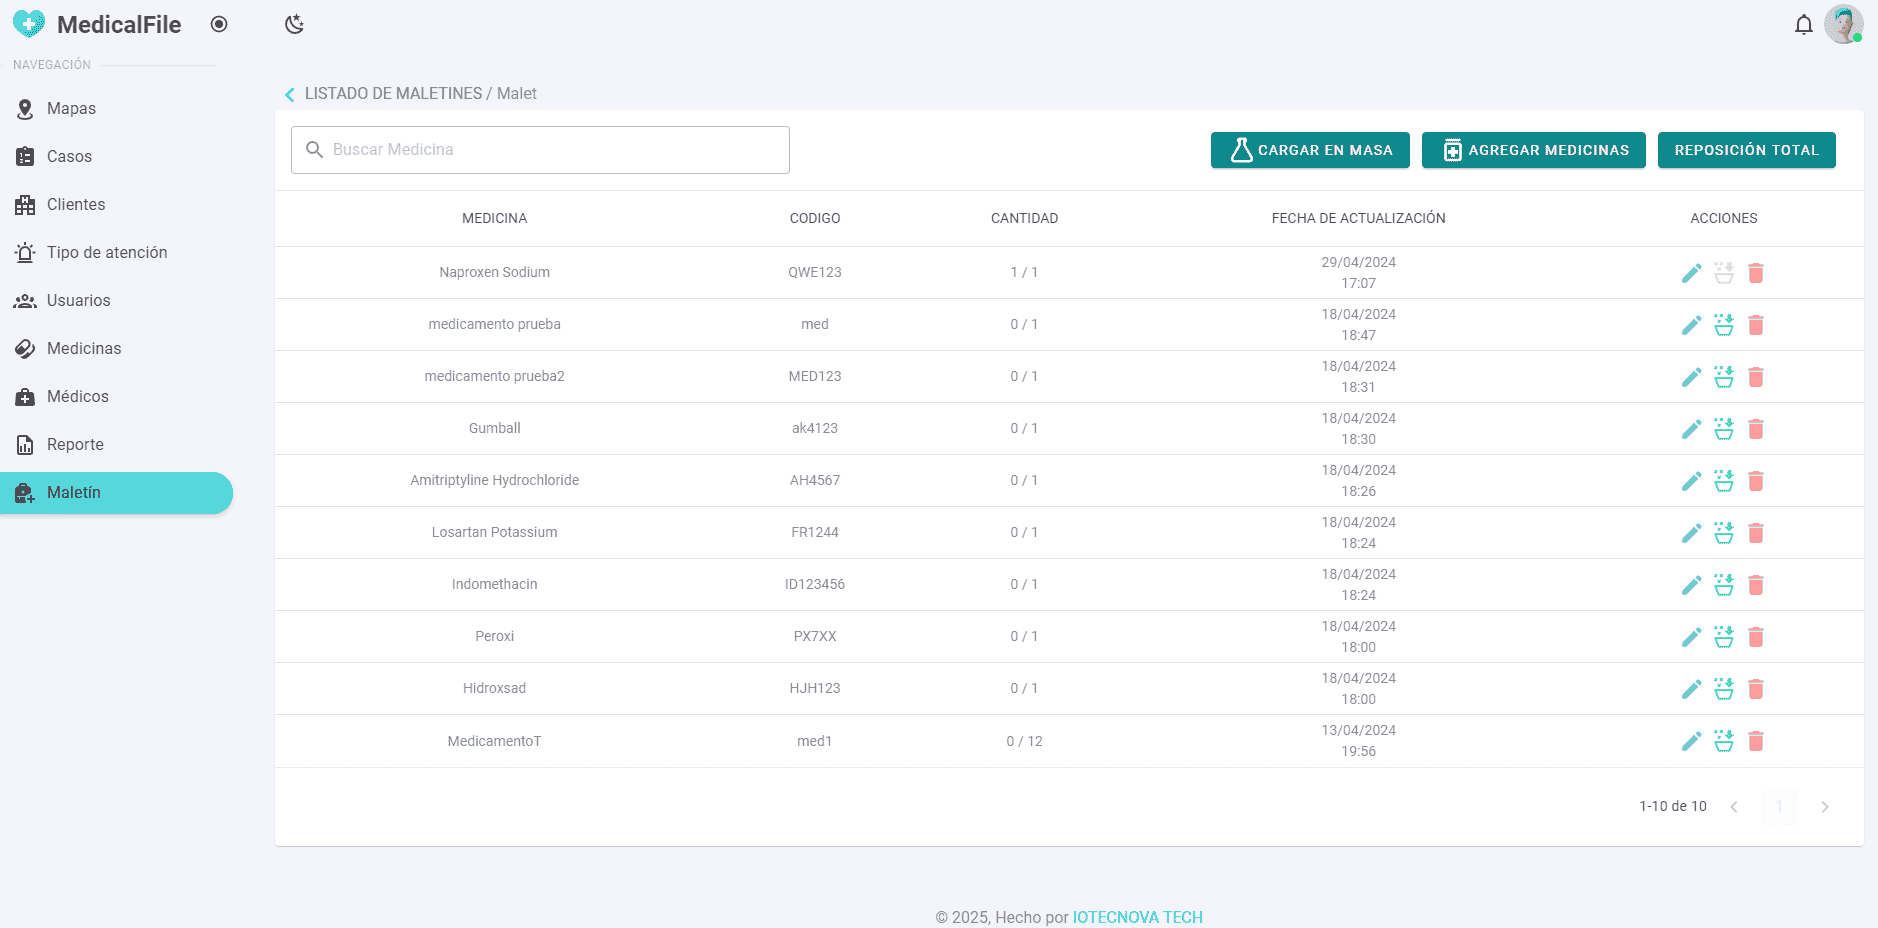 MedicalFile
NAVEGACIÓN
Mapas
Casos
Clientes
Tipo de atención
Usuarios
Medicinas
Médicos
Reporte
Maletín
LISTADO DE MALETINES / Malet
Buscar Medicina
CARGAR EN MASA
AGREGAR MEDICINAS
REPOSICIÓN TOTAL
MEDICINA CODIGO CANTIDAD FECHA DE ACTUALIZACIÓN ACCIONES
Naproxen Sodium QWE123 1 / 1 29/04/2024
17:07
medicamento prueba med 0 / 1 18/04/2024
18:47
medicamento prueba2 MED123 0 / 1 18/04/2024
18:31
Gumball ak4123 0 / 1 18/04/2024
18:30
Amitriptyline Hydrochloride AH4567 0 / 1 18/04/2024
18:26
Losartan Potassium FR1244 0 / 1 18/04/2024
18:24
Indomethacin ID123456 0 / 1 18/04/2024
18:24
Peroxi PX7XX 0 / 1 18/04/2024
18:00
Hidroxsad HJH123 0 / 1 18/04/2024
18:00
MedicamentoT med1 0 / 12 13/04/2024
19:56
1-10 de 10 1
© 2025, Hecho por IOTECNOVA TECH